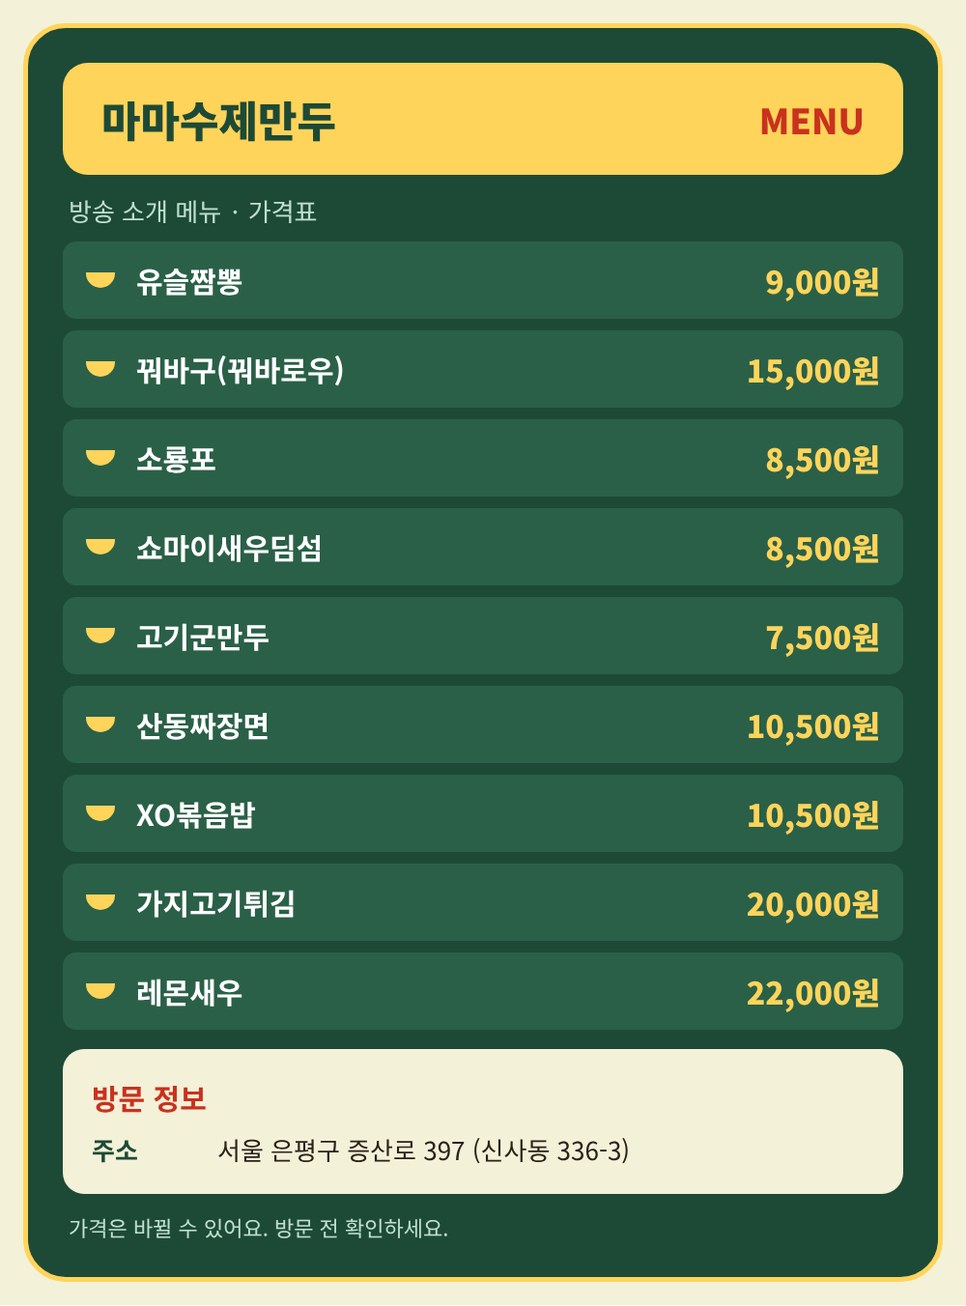 마마수제만두 MENU
방송 소개 메뉴 · 가격표
유슬짬뽕 9,000원
꿔바구(꿔바로우) 15,000원
소룡포 8,500원
쇼마이새우딤섬 8,500원
고기군만두 7,500원
산동짜장면 10,500원
XO볶음밥 10,500원
가지고기튀김 20,000원
레몬새우 22,000원
방문 정보
주소 서울 은평구 증산로 397 (신사동 336-3)
가격은 바뀔 수 있어요. 방문 전 확인하세요.